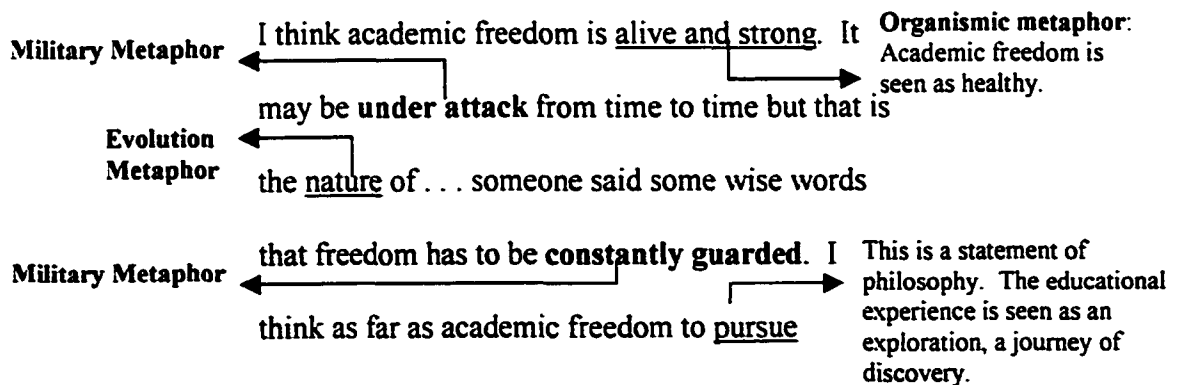 Military Metaphor
I think academic freedom is alive and strong. It
Organismic metaphor:
Academic freedom is
seen as healthy.
may be under attack from time to time but that is
Evolution
Metaphor
the nature of . . . someone said some wise words
Military Metaphor
that freedom has to be constantly guarded. I
think as far as academic freedom to pursue
This is a statement of
philosophy. The educational
experience is seen as an
exploration, a journey of
discovery.